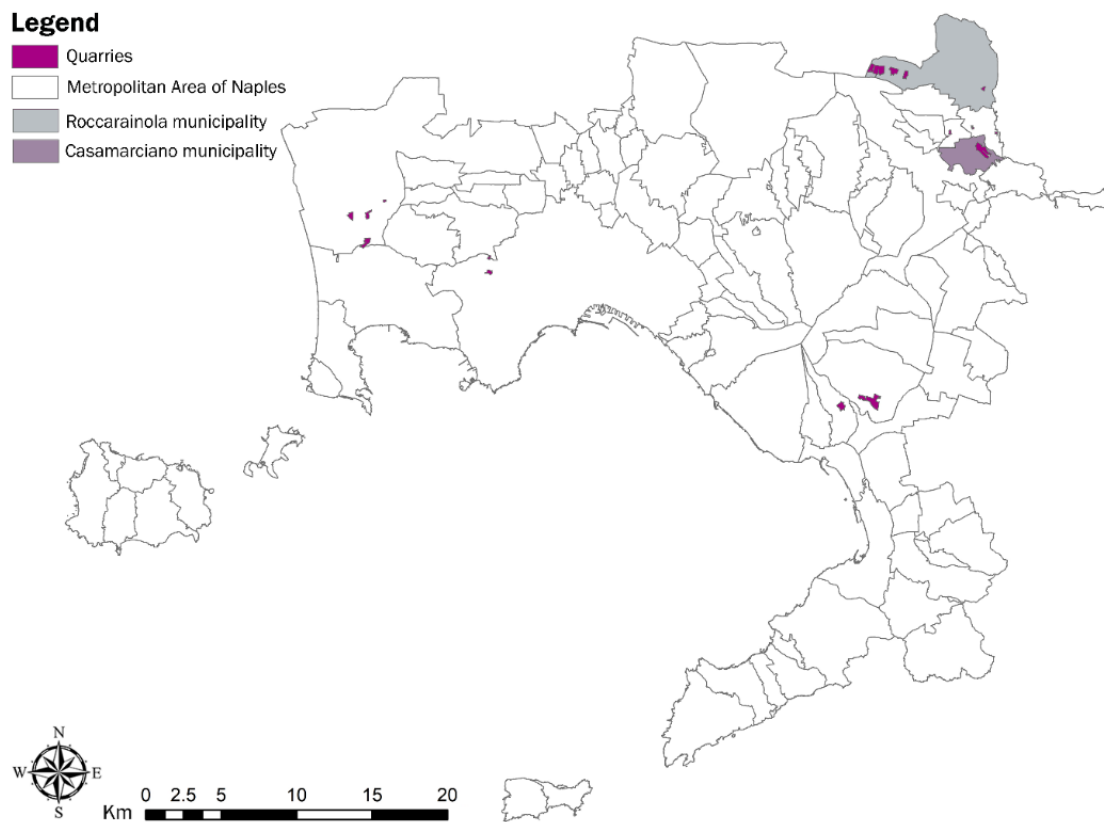 Legend
Quarries
Metropolitan Area of Naples
Roccarainola municipality
Casamarciano municipality
N
W E
S
Km 0 2.5 5 10 15 20